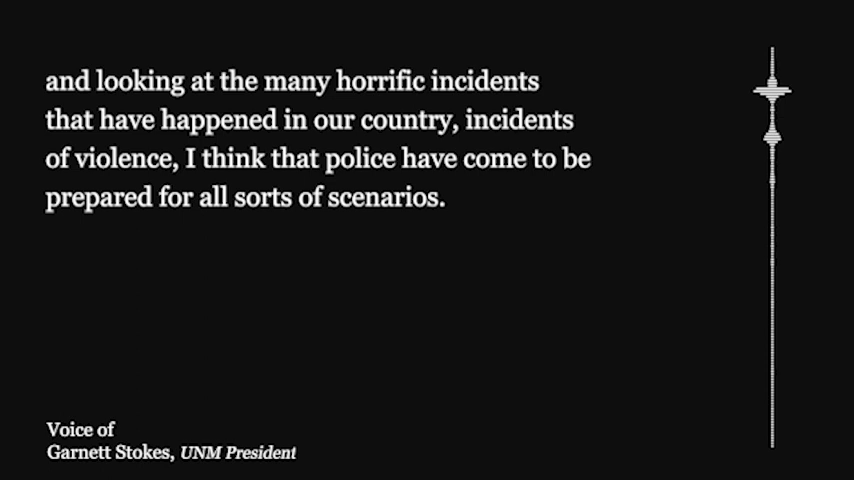 and looking at the many horrific incidents
that have happened in our country, incidents
of violence, I think that police have come to be
prepared for all sorts of scenarios.
Voice of
Garnett Stokes, UNM President